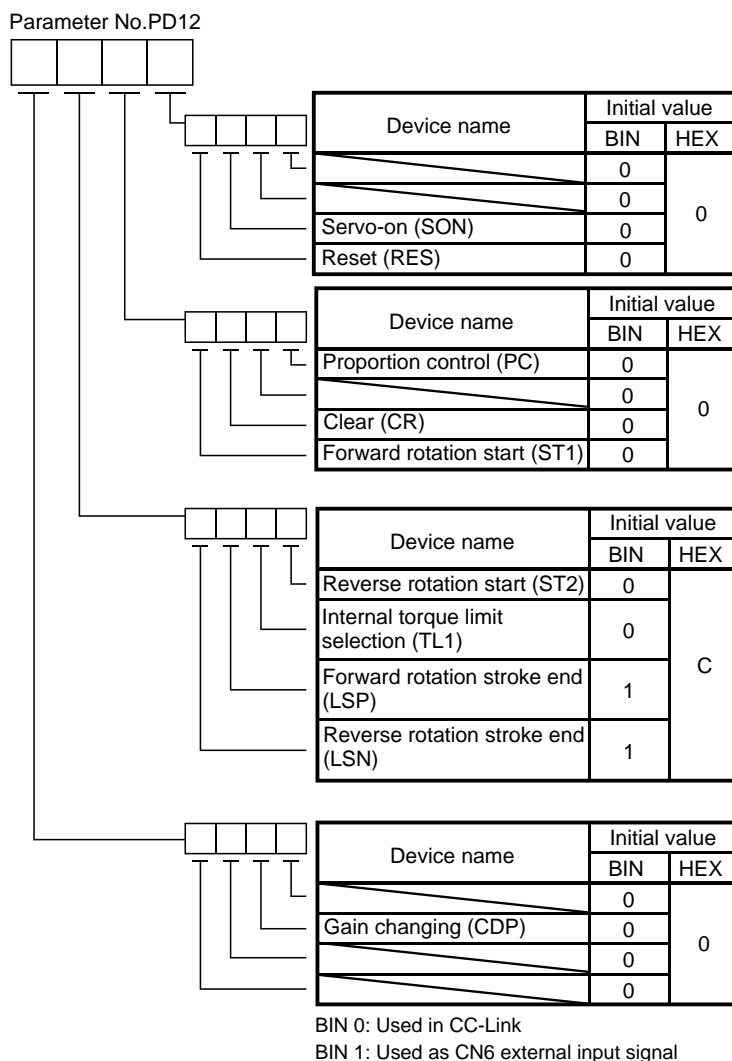 Parameter No.PD12
Device name
Initial value
BIN HEX
0
0
Servo-on (SON) 0
Reset (RES) 0
0
Device name
Initial value
BIN HEX
Proportion control (PC) 0
0
Clear (CR) 0
Forward rotation start (ST1) 0
0
Device name
Initial value
BIN HEX
Reverse rotation start (ST2) 0
Internal torque limit
selection (TL1)
0
Forward rotation stroke end
(LSP)
1
Reverse rotation stroke end
(LSN)
1
C
Device name
Initial value
BIN HEX
0
Gain changing (CDP) 0
0
0
0
BIN 0: Used in CC-Link
BIN 1: Used as CN6 external input signal